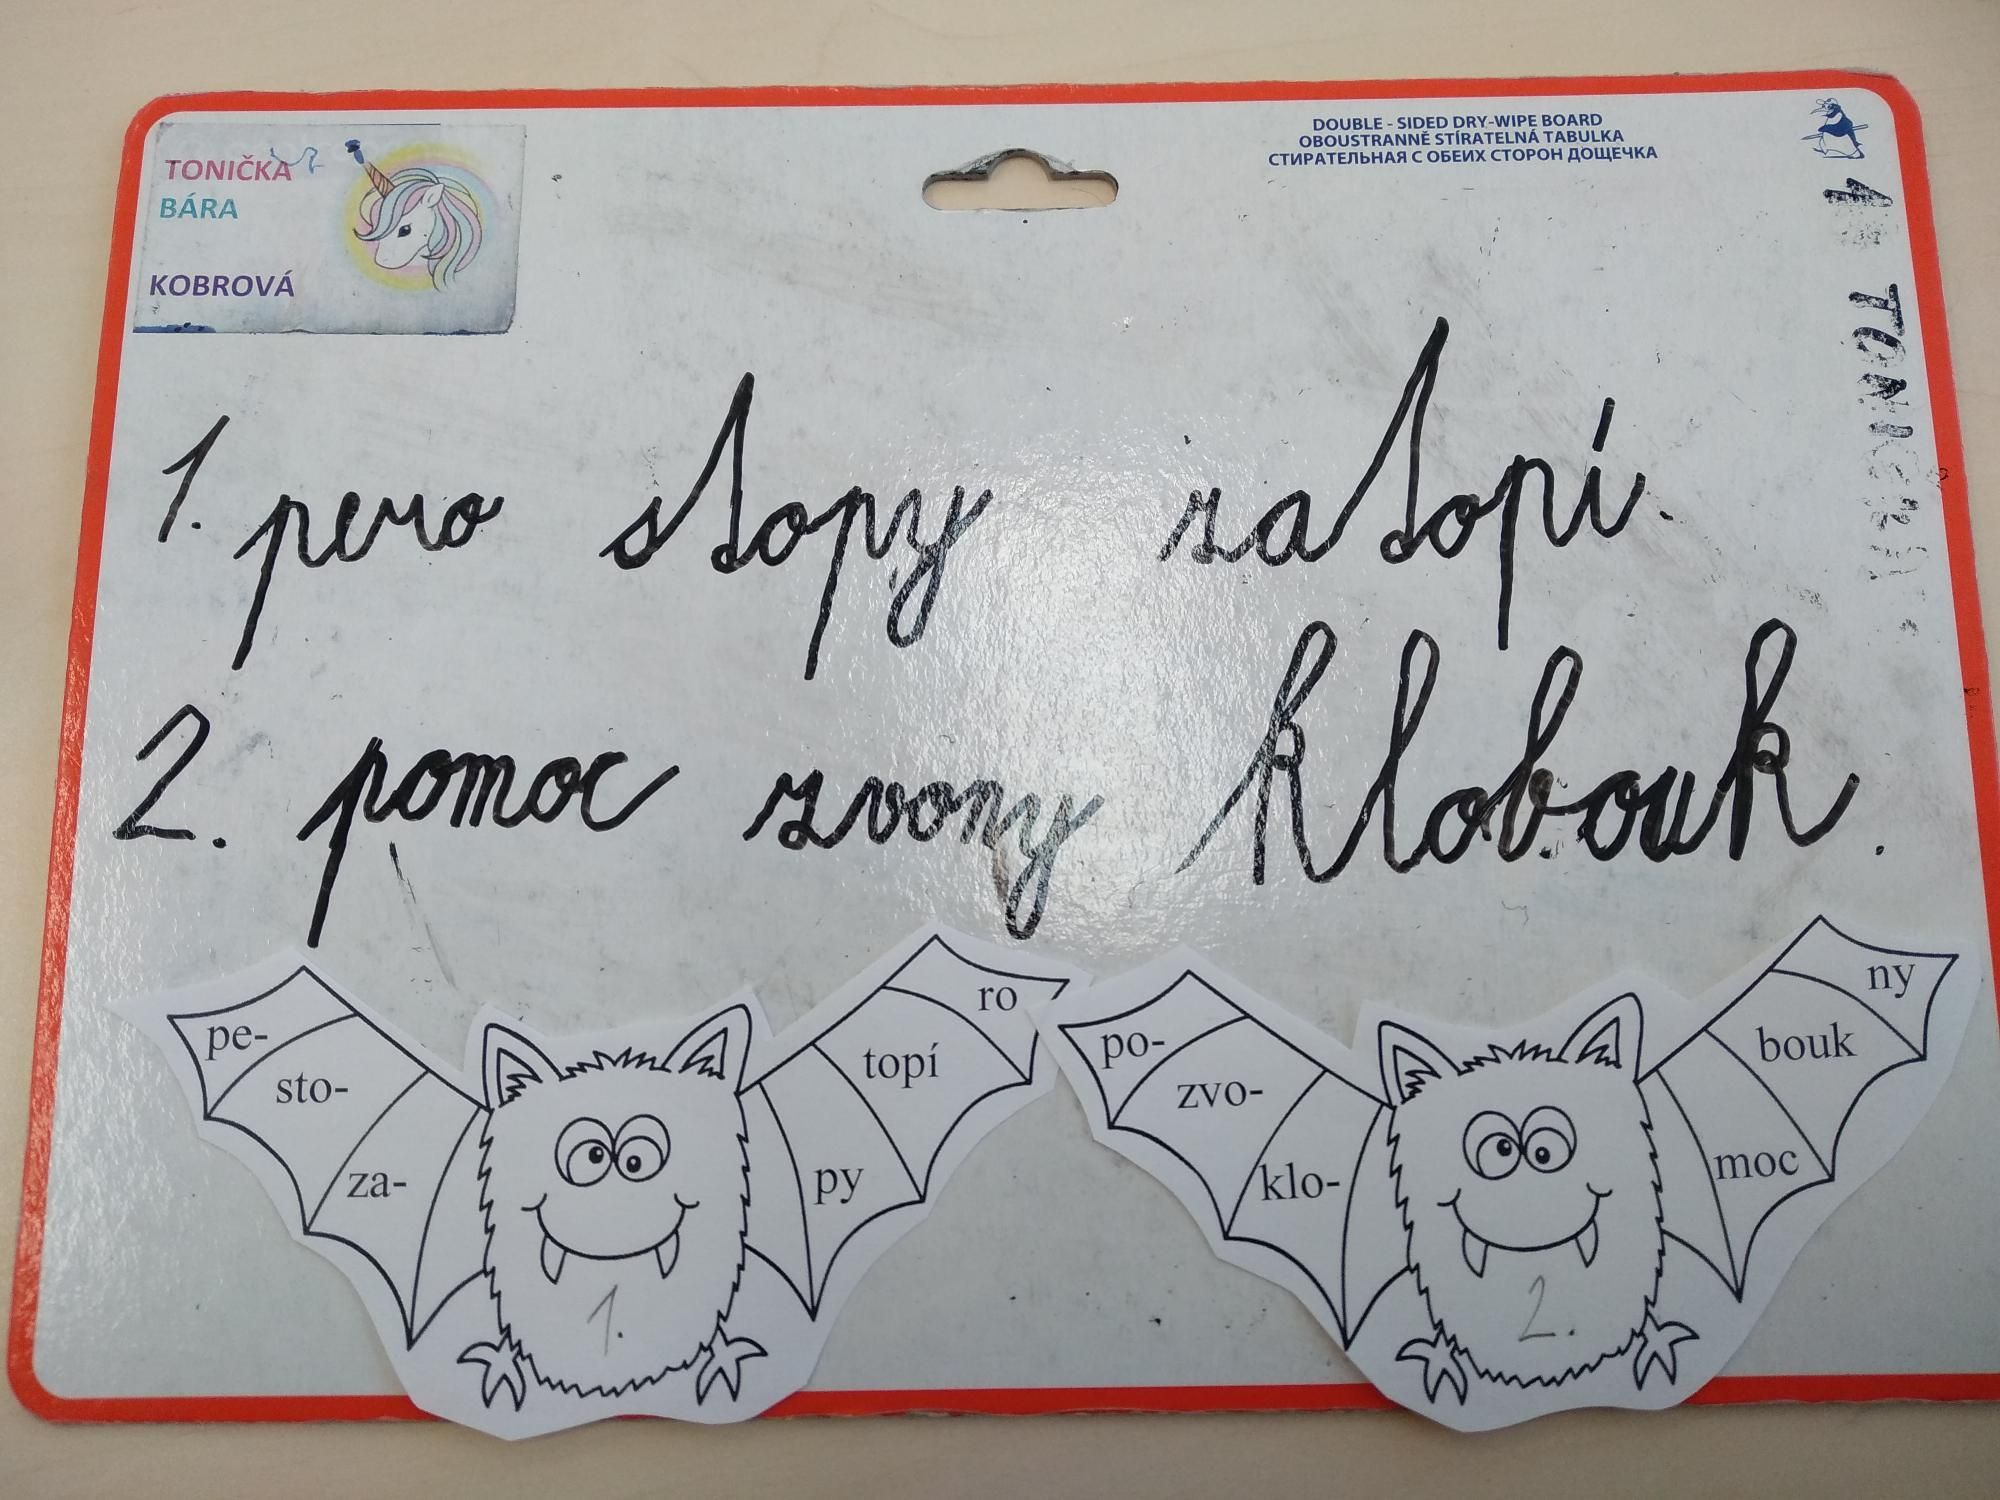 TONIČKA
BÁRA
KOBROVÁ
DOUBLE - SIDED DRY-WIPE BOARD
OBOUSTRANNĚ STÍRATELNÁ TABULKA
СТИРАТЕЛЬНАЯ С ОБЕИХ СТОРОН ДОЩЕЧКА
TONIČKA
1. pero stopy zatopí.
2. pomoc zvony klobouk.
pe-
sto-
za-
ro
topí
py
1.
po-
zvo-
klo-
ny
bouk
moc
2.